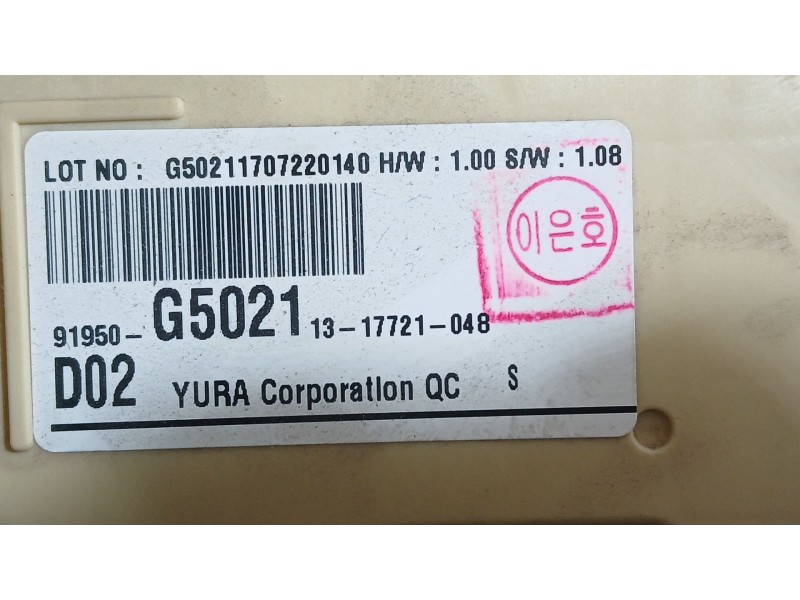 LOT NO : G50211707220140 H/W : 1.00 S/W : 1.08
이은호
91950-G5021 13-17721-048
D02 YURA Corporation QC S